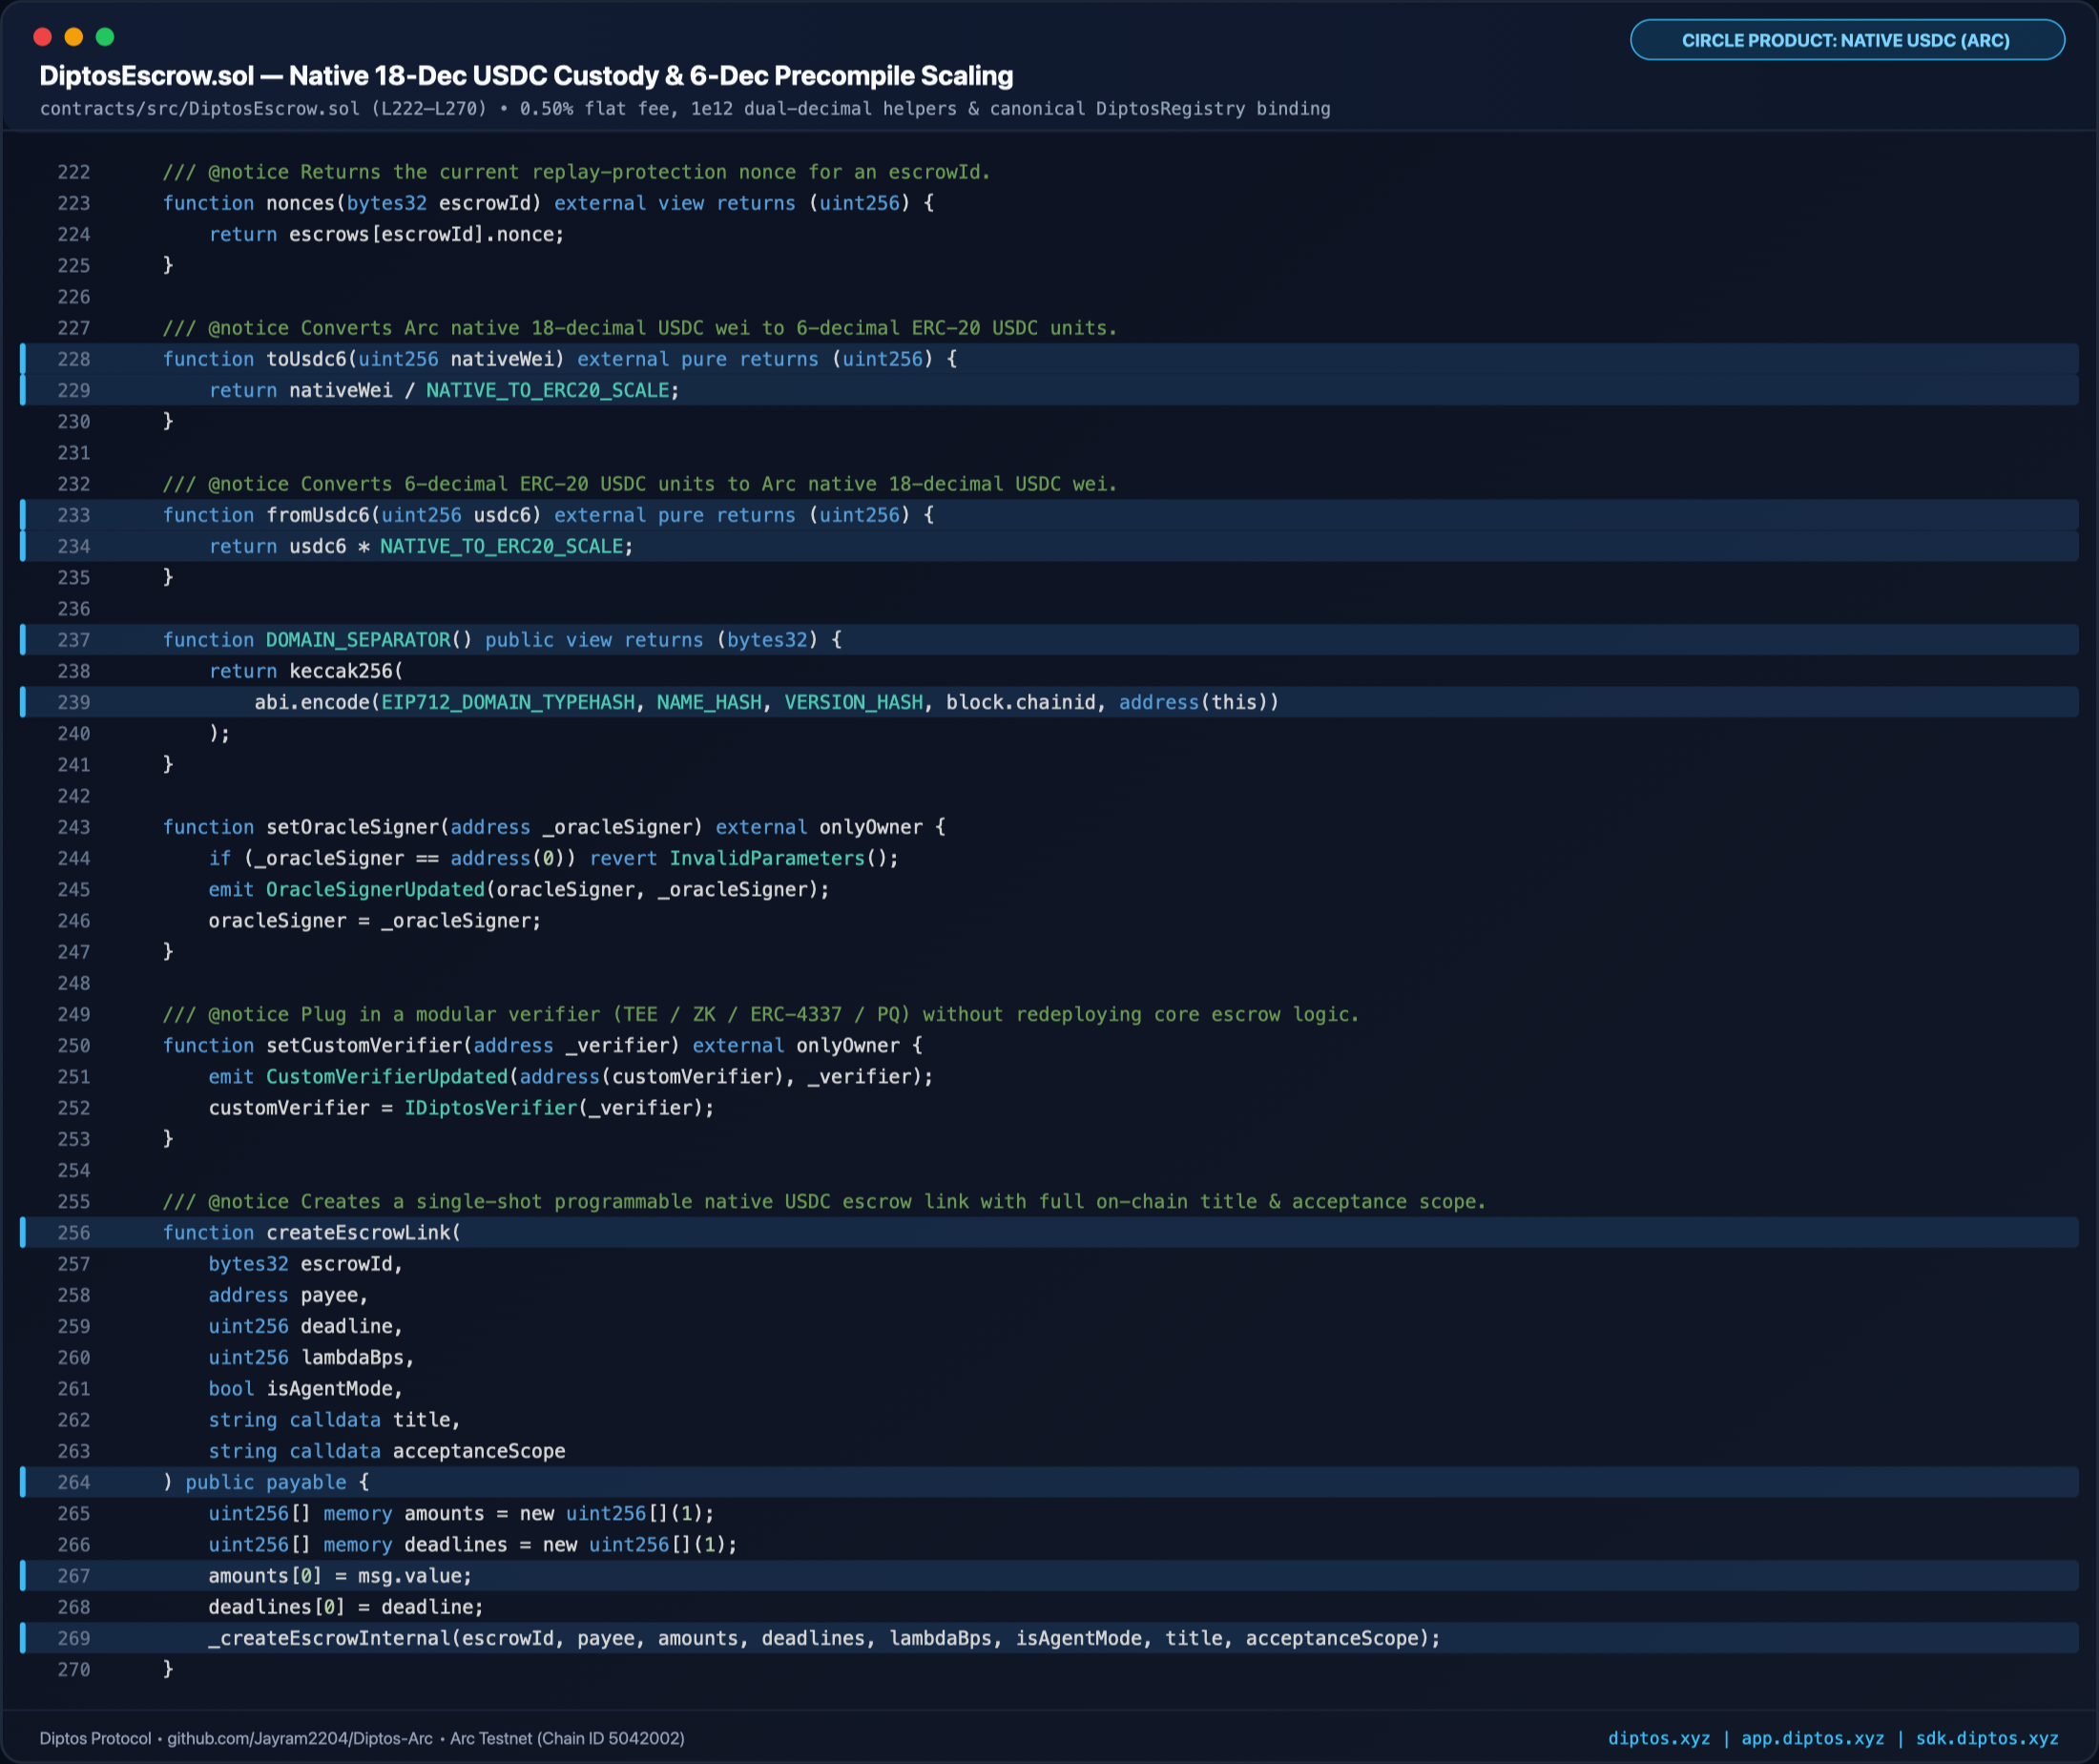 CIRCLE PRODUCT: NATIVE USDC (ARC)
DiptosEscrow.sol — Native 18-Dec USDC Custody & 6-Dec Precompile Scaling
contracts/src/DiptosEscrow.sol (L222–L270) • 0.50% flat fee, 1e12 dual-decimal helpers & canonical DiptosRegistry binding
222 /// @notice Returns the current replay-protection nonce for an escrowId.
223 function nonces(bytes32 escrowId) external view returns (uint256) {
224 return escrows[escrowId].nonce;
225 }
226
227 /// @notice Converts Arc native 18-decimal USDC wei to 6-decimal ERC-20 USDC units.
228 function toUsdc6(uint256 nativeWei) external pure returns (uint256) {
229 return nativeWei / NATIVE_TO_ERC20_SCALE;
230 }
231
232 /// @notice Converts 6-decimal ERC-20 USDC units to Arc native 18-decimal USDC wei.
233 function fromUsdc6(uint256 usdc6) external pure returns (uint256) {
234 return usdc6 * NATIVE_TO_ERC20_SCALE;
235 }
236
237 function DOMAIN_SEPARATOR() public view returns (bytes32) {
238 return keccak256(
239 abi.encode(EIP712_DOMAIN_TYPEHASH, NAME_HASH, VERSION_HASH, block.chainid, address(this))
240 );
241 }
242
243 function setOracleSigner(address _oracleSigner) external onlyOwner {
244 if (_oracleSigner == address(0)) revert InvalidParameters();
245 emit OracleSignerUpdated(oracleSigner, _oracleSigner);
246 oracleSigner = _oracleSigner;
247 }
248
249 /// @notice Plug in a modular verifier (TEE / ZK / ERC-4337 / PQ) without redeploying core escrow logic.
250 function setCustomVerifier(address _verifier) external onlyOwner {
251 emit CustomVerifierUpdated(address(customVerifier), _verifier);
252 customVerifier = IDiptosVerifier(_verifier);
253 }
254
255 /// @notice Creates a single-shot programmable native USDC escrow link with full on-chain title & acceptance scope.
256 function createEscrowLink(
257 bytes32 escrowId,
258 address payee,
259 uint256 deadline,
260 uint256 lambdaBps,
261 bool isAgentMode,
262 string calldata title,
263 string calldata acceptanceScope
264 ) public payable {
265 uint256[] memory amounts = new uint256[](1);
266 uint256[] memory deadlines = new uint256[](1);
267 amounts[0] = msg.value;
268 deadlines[0] = deadline;
269 _createEscrowInternal(escrowId, payee, amounts, deadlines, lambdaBps, isAgentMode, title, acceptanceScope);
270 }
Diptos Protocol • github.com/Jayram2204/Diptos-Arc • Arc Testnet (Chain ID 5042002)
diptos.xyz | app.diptos.xyz | sdk.diptos.xyz